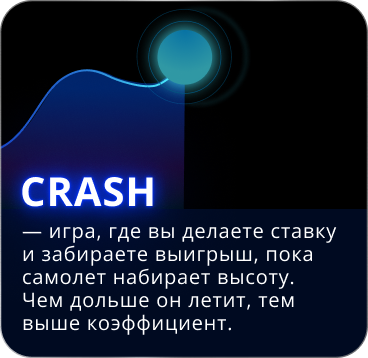 CRASH
— игра, где вы делаете ставку
и забираете выигрыш, пока
самолет набирает высоту.
Чем дольше он летит, тем
выше коэффициент.